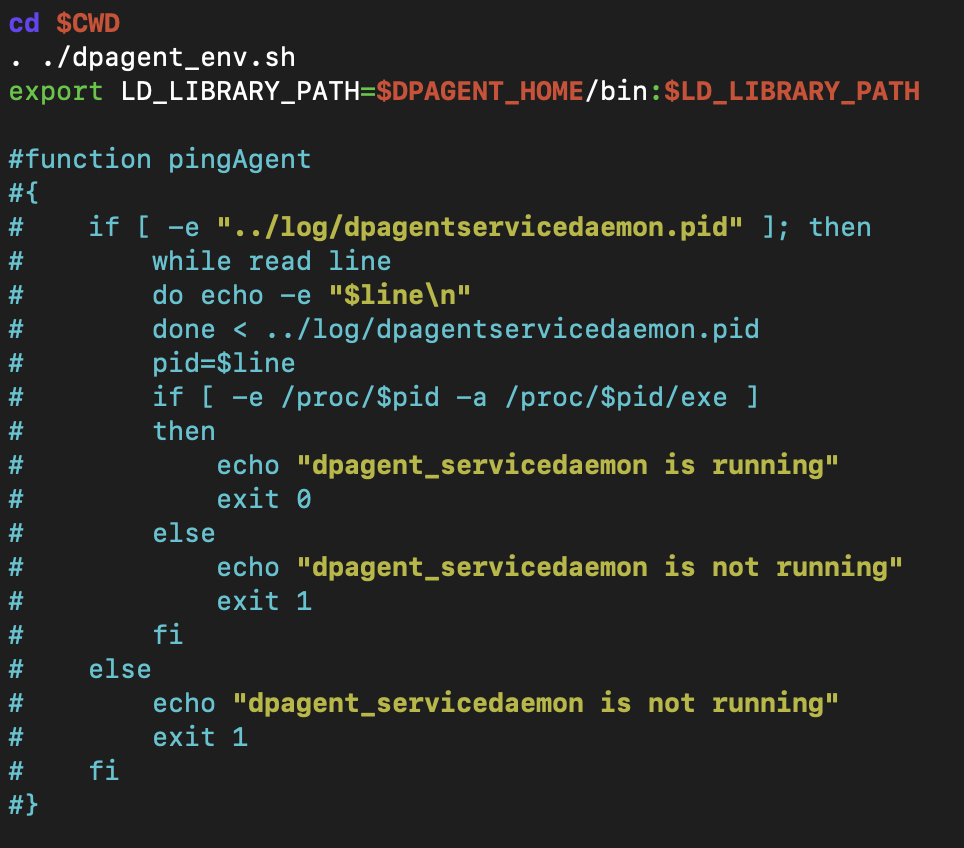 cd $CWD
. ./dpagent_env.sh
export LD_LIBRARY_PATH=$DPAGENT_HOME/bin:$LD_LIBRARY_PATH

#function pingAgent
#{
#    if [ -e "../log/dpagentservicedaemon.pid" ]; then
#        while read line
#        do echo -e "$line\n"
#        done < ../log/dpagentservicedaemon.pid
#        pid=$line
#        if [ -e /proc/$pid -a /proc/$pid/exe ]
#        then
#            echo "dpagent_servicedaemon is running"
#            exit 0
#        else
#            echo "dpagent_servicedaemon is not running"
#            exit 1
#        fi
#    else
#        echo "dpagent_servicedaemon is not running"
#        exit 1
#    fi
#}